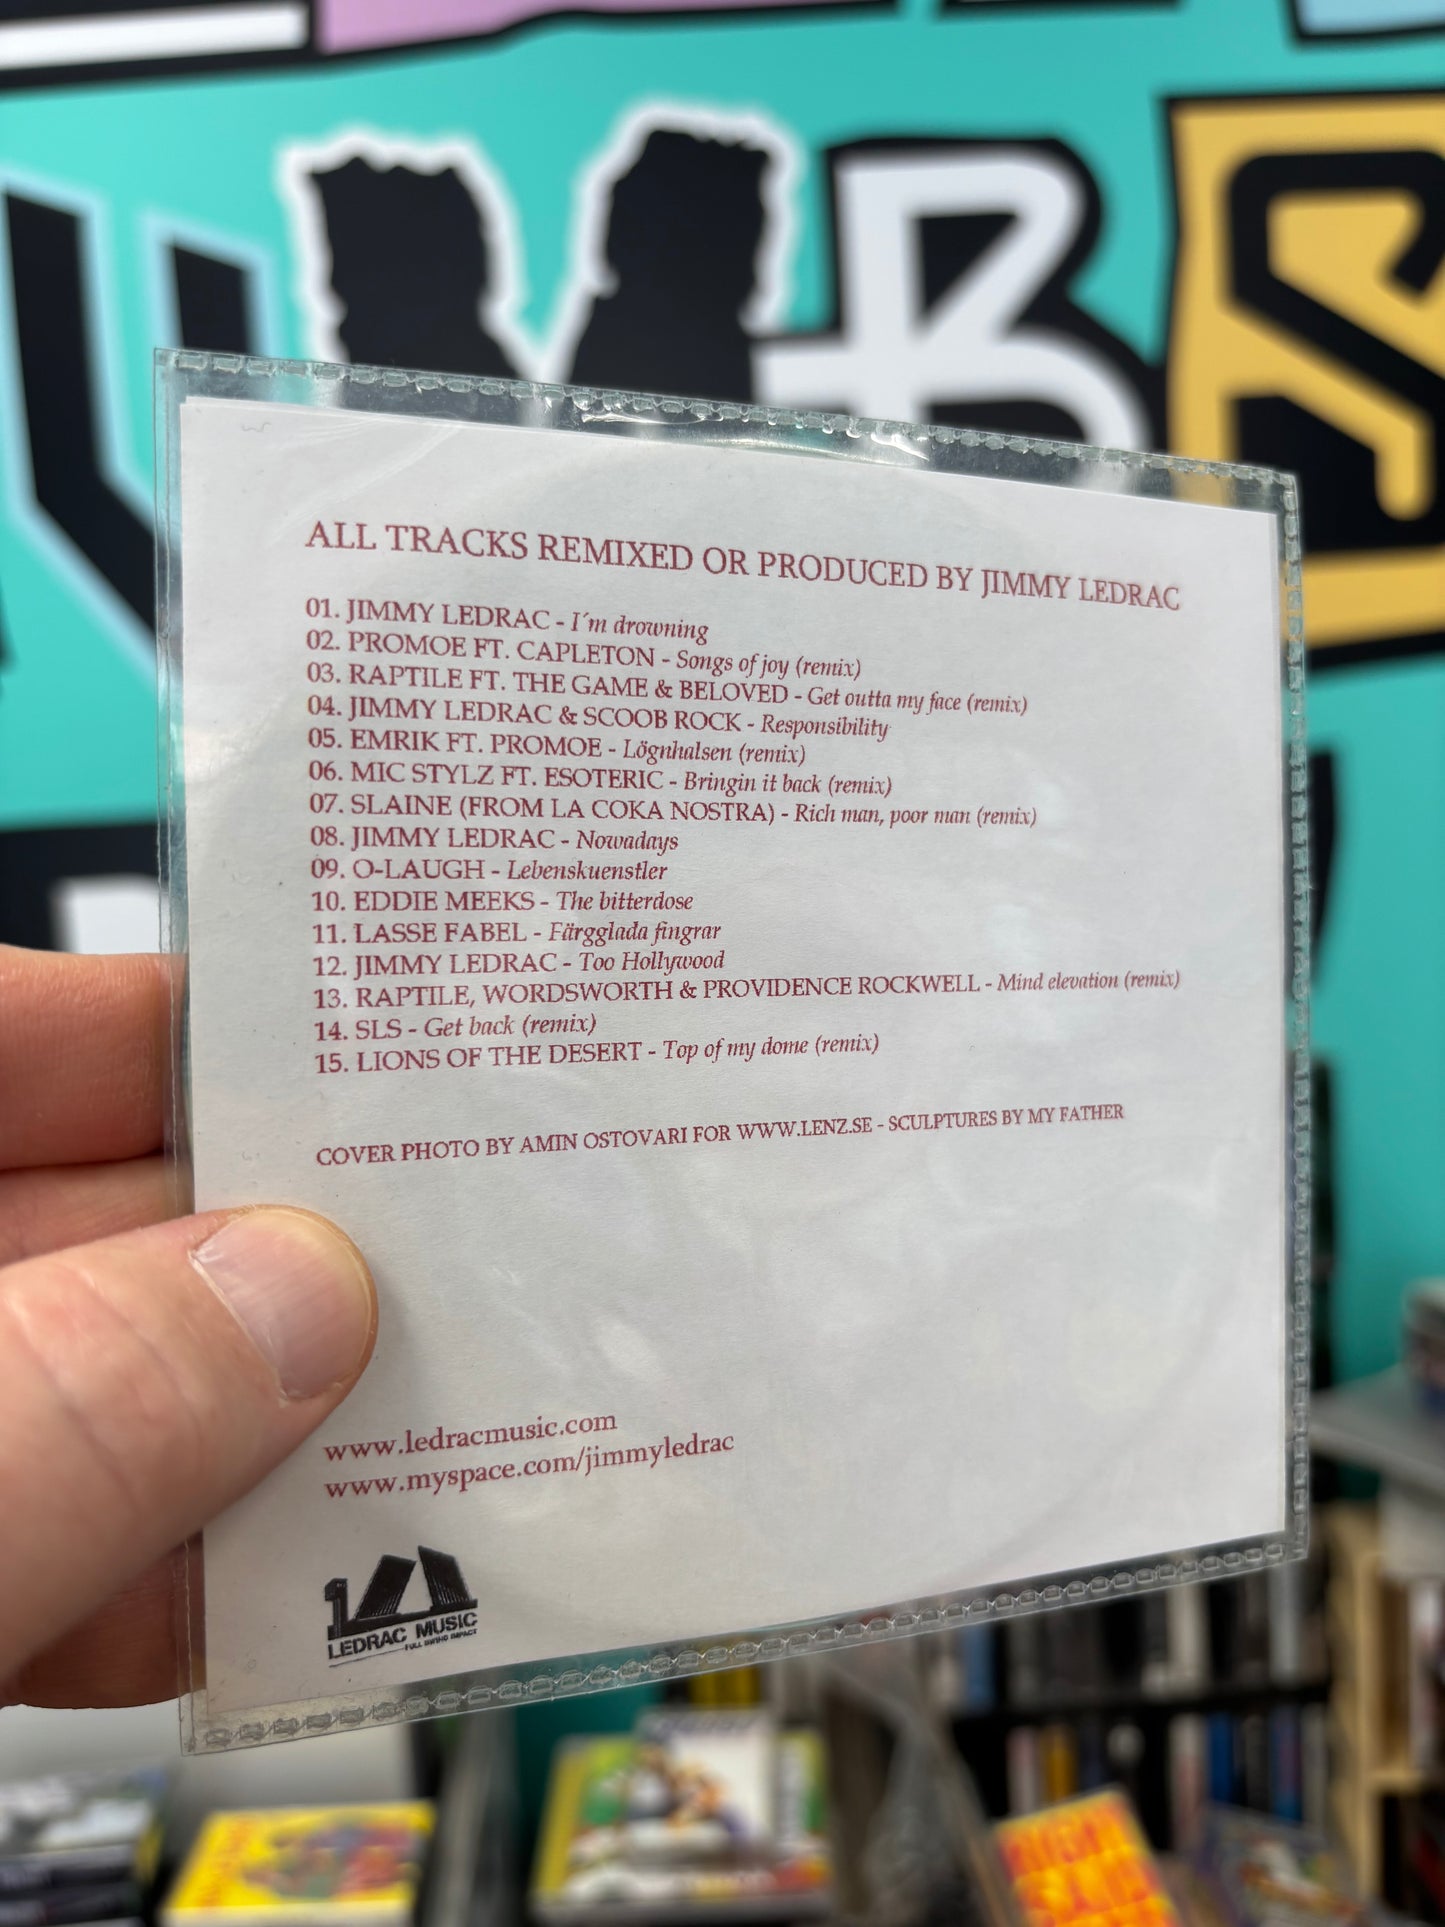 ALL TRACKS REMIXED OR PRODUCED BY JIMMY LEDRAC
01. JIMMY LEDRAC - I´m drowning
02. PROMOE FT. CAPLETON - Songs of joy (remix)
03. RAPTILE FT. THE GAME & BELOVED - Get outta my face (remix)
04. JIMMY LEDRAC & SCOOB ROCK - Responsibility
05. EMRIK FT. PROMOE - Lögnhalsen (remix)
06. MIC STYLZ FT. ESOTERIC - Bringin it back (remix)
07. SLAINE (FROM LA COKA NOSTRA) - Rich man, poor man (remix)
08. JIMMY LEDRAC - Nowadays
09. O-LAUGH - Lebenskuenstler
10. EDDIE MEEKS - The bitterdose
11. LASSE FABEL - Färgglada fingrar
12. JIMMY LEDRAC - Too Hollywood
13. RAPTILE, WORDSWORTH & PROVIDENCE ROCKWELL - Mind elevation (remix)
14. SLS - Get back (remix)
15. LIONS OF THE DESERT - Top of my dome (remix)
COVER PHOTO BY AMIN OSTOVARI FOR WWW.LENZ.SE - SCULPTURES BY MY FATHER
www.ledracmusic.com
www.myspace.com/jimmyledrac
LEDRAC MUSIC
FULL SWING IMPACT